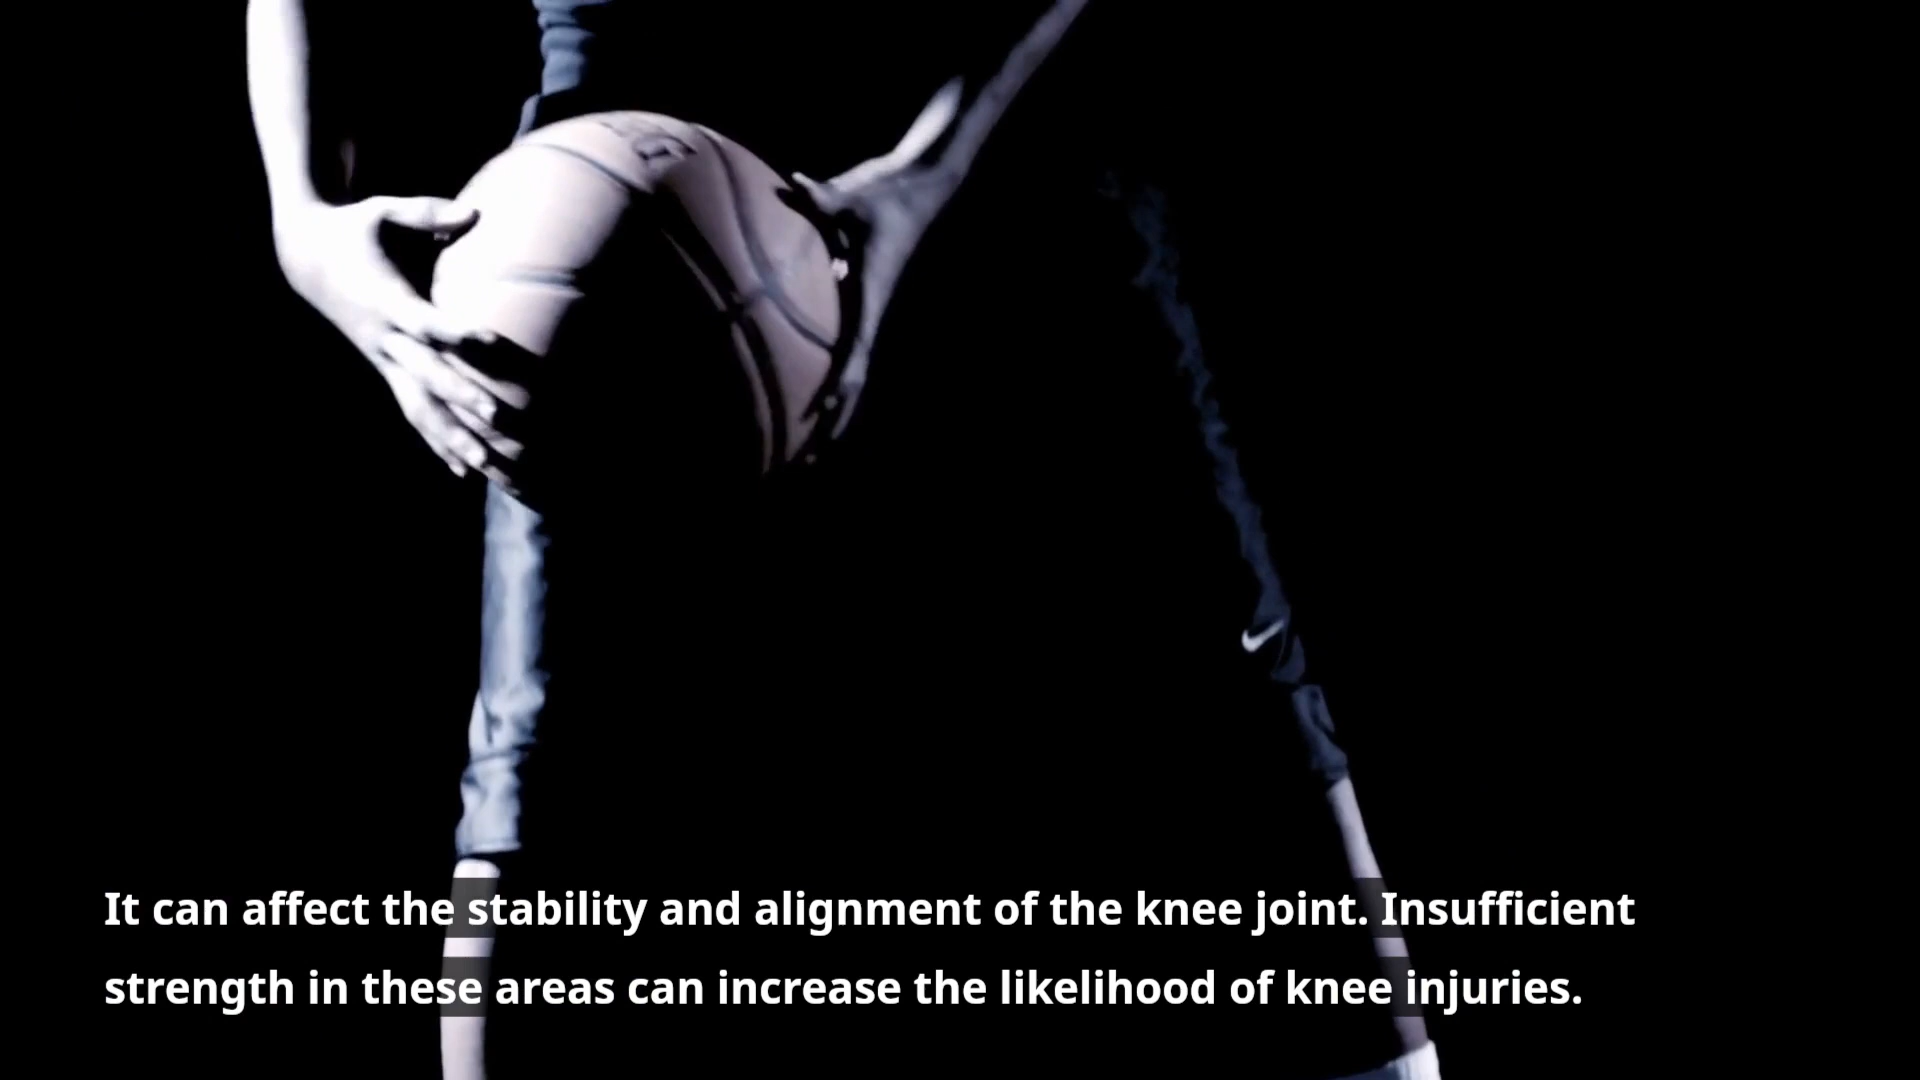 It can affect the stability and alignment of the knee joint. Insufficient
strength in these areas can increase the likelihood of knee injuries.